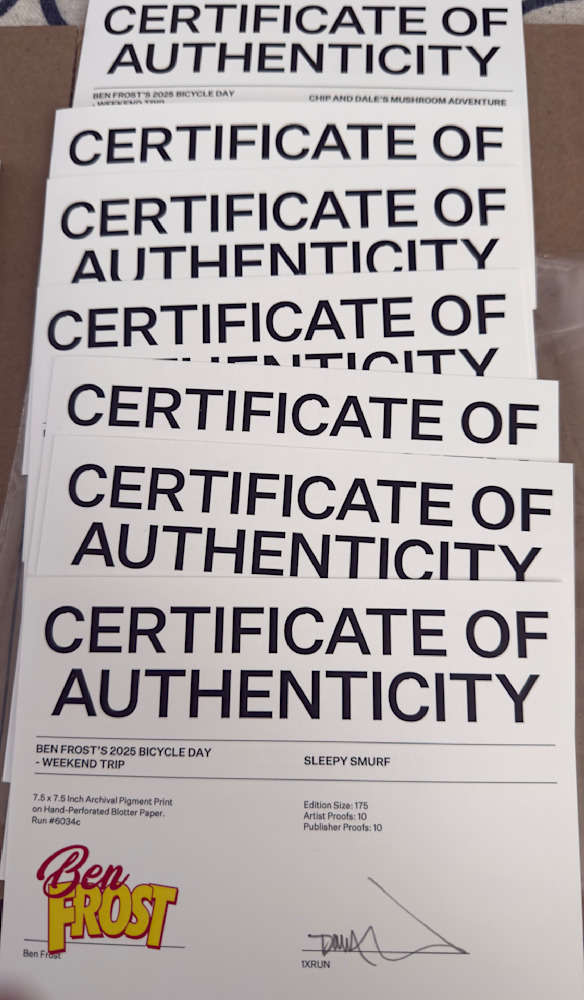 CERTIFICATE OF
AUTHENTICITY
BEN FROST'S 2025 BICYCLE DAY
- WEEKEND TRIP
CHIP AND DALE'S MUSHROOM ADVENTURE
CERTIFICATE OF
CERTIFICATE OF
AUTHENTICITY
CERTIFICATE OF
AUTHENTICITY
CERTIFICATE OF
CERTIFICATE OF
AUTHENTICITY
CERTIFICATE OF
AUTHENTICITY
BEN FROST'S 2025 BICYCLE DAY
- WEEKEND TRIP
SLEEPY SMURF
7.5 x 7.5 Inch Archival Pigment Print
on Hand-Perforated Blotter Paper.
Run #6034c
Edition Size: 175
Artist Proofs: 10
Publisher Proofs: 10
Ben
FROST
Ben Frost
1XRUN